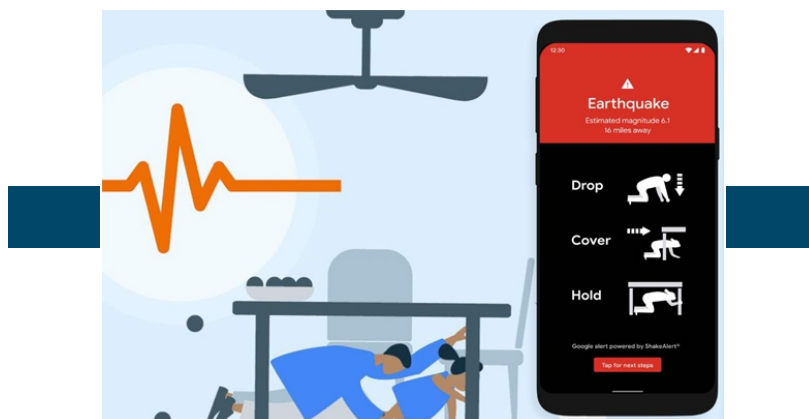 12:30
Earthquake
Estimated magnitude 6.1
16 miles away
Drop
Cover
Hold
Google alert powered by ShakeAlert®
Tap for next steps